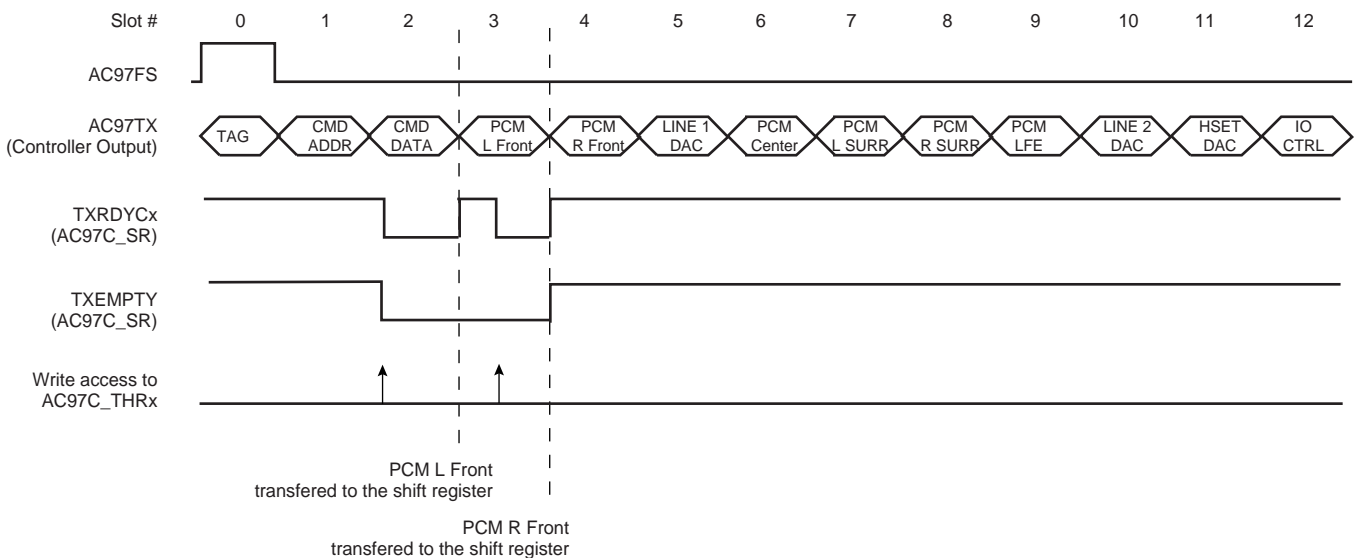 Slot # 0 1 2 3 4 5 6 7 8 9 10 11 12
AC97FS
AC97TX
(Controller Output)
TAG
CMD
ADDR
CMD
DATA
PCM
L Front
PCM
R Front
LINE 1
DAC
PCM
Center
PCM
L SURR
PCM
R SURR
PCM
LFE
LINE 2
DAC
HSET
DAC
IO
CTRL
TXRDYCx
(AC97C_SR)
TXEMPTY
(AC97C_SR)
Write access to
AC97C_THRx
PCM L Front
transfered to the shift register
PCM R Front
transfered to the shift register